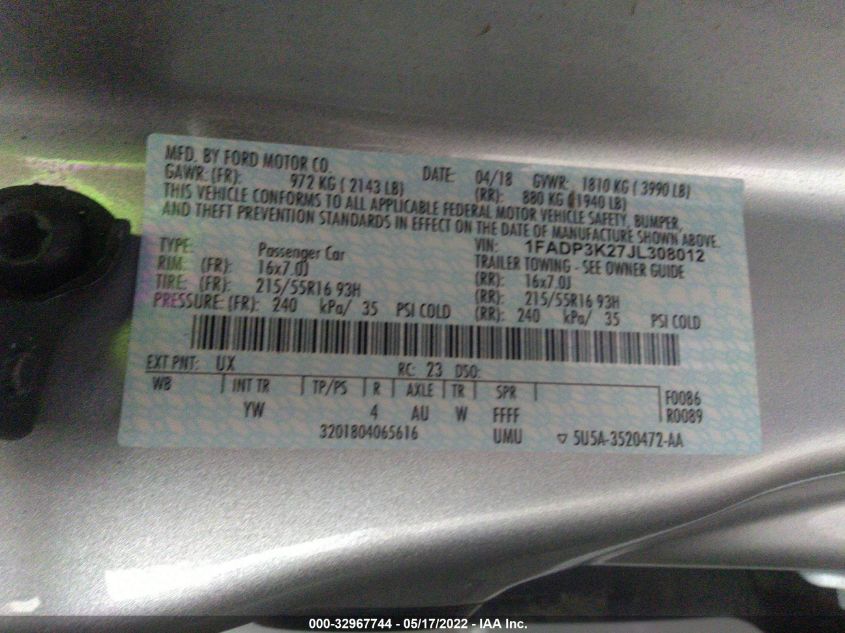 MFD. BY FORD MOTOR CO. DATE: 04/18 GVWR: 1810 KG ( 3990 LB)
GAWR: (FR): 972 KG ( 2143 LB) (RR): 880 KG ( 1940 LB)
THIS VEHICLE CONFORMS TO ALL APPLICABLE FEDERAL MOTOR VEHICLE SAFETY, BUMPER,
AND THEFT PREVENTION STANDARDS IN EFFECT ON THE DATE OF MANUFACTURE SHOWN ABOVE.
VIN: 1FADP3K27JL308012
TYPE: Passenger Car TRAILER TOWING - SEE OWNER GUIDE
RIM: (FR): 16x7.0J (RR): 16x7.0J
TIRE: (FR): 215/55R16 93H (RR): 215/55R16 93H
PRESSURE: (FR): 240 kPa/ 35 PSI COLD (RR): 240 kPa/ 35 PSI COLD
EXT PNT: UX RC: 23 DSO:
WB INT TR TP/PS R AXLE TR SPR F0086
YW 4 AU W FFFF R0089
3201804065616 UMU ▽ 5U5A-3520472-AA
000-32967744 - 05/17/2022 - IAA Inc.